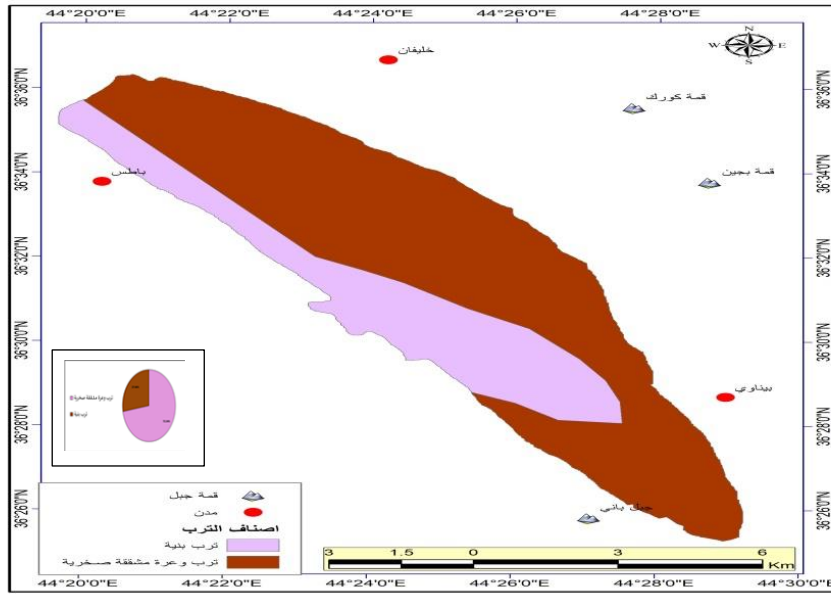 44°20'0"E 44°22'0"E 44°24'0"E 44°26'0"E 44°28'0"E
36°36'0"N 36°34'0"N 36°32'0"N 36°30'0"N 36°28'0"N 36°26'0"N
N
W E
S
خليفان
قمة كورك
قمة بجين
باطس
بيناوي
جبل باني
قمة جبل
مدن
اصناف الترب
ترب بنية
ترب وعرة مشققة صخرية
3 1.5 0 3 6
Km
36°36'0"N 36°34'0"N 36°32'0"N 36°30'0"N 36°28'0"N 36°26'0"N
44°20'0"E 44°22'0"E 44°24'0"E 44°26'0"E 44°28'0"E 44°30'0"E